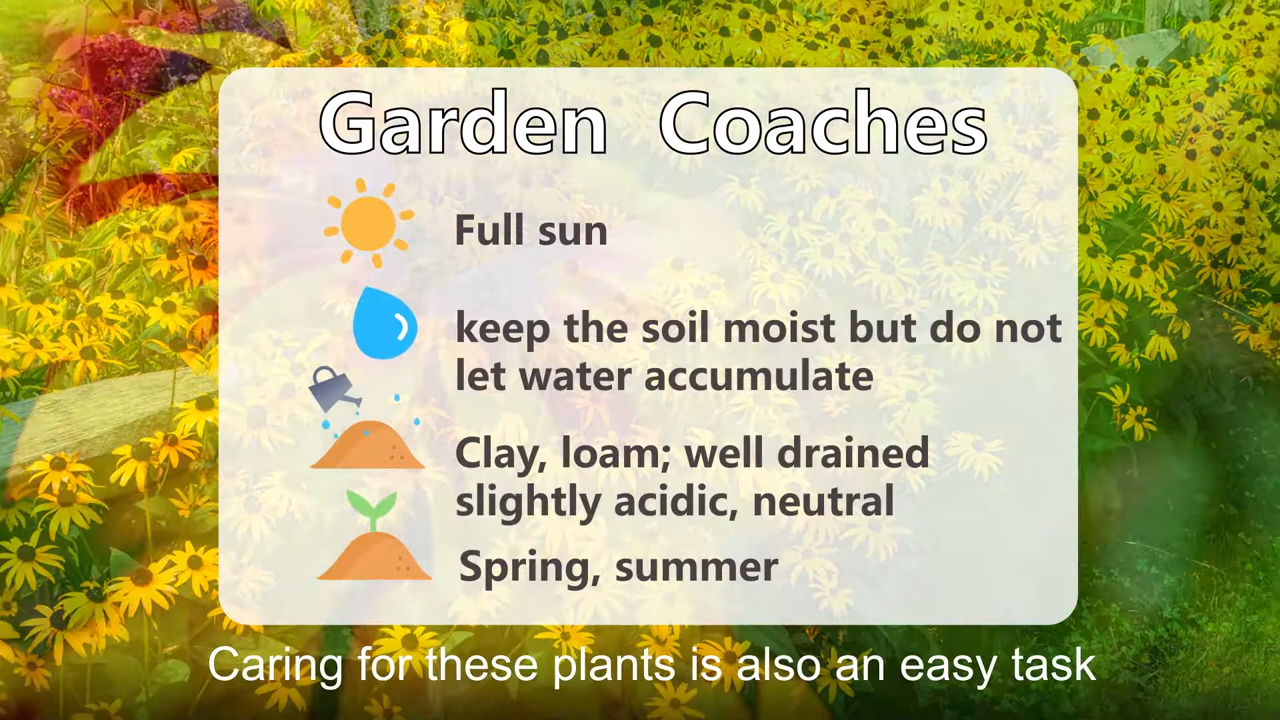 Garden Coaches
Full sun
keep the soil moist but do not
let water accumulate
Clay, loam; well drained
slightly acidic, neutral
Spring, summer
Caring for these plants is also an easy task